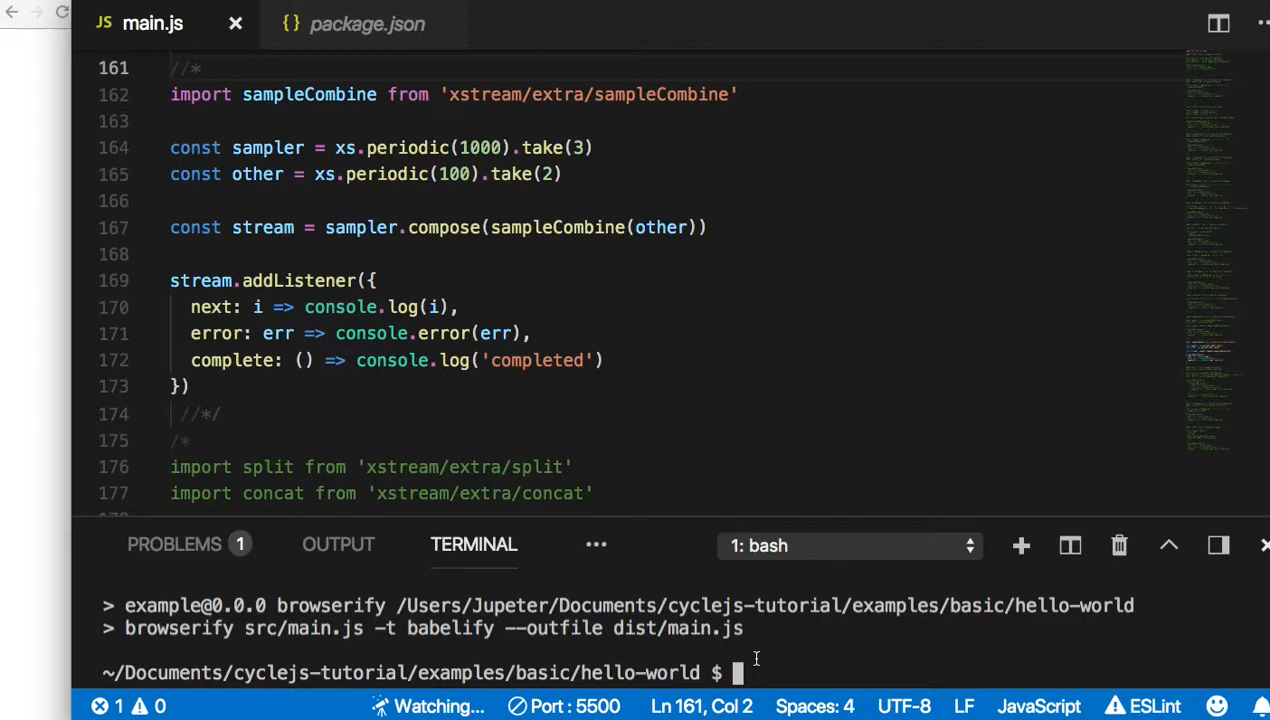 JS main.js
{} package.json
161 //*
162 import sampleCombine from 'xstream/extra/sampleCombine'
163
164 const sampler = xs.periodic(1000).take(3)
165 const other = xs.periodic(100).take(2)
166
167 const stream = sampler.compose(sampleCombine(other))
168
169 stream.addListener({
170 next: i => console.log(i),
171 error: err => console.error(err),
172 complete: () => console.log('completed')
173 })
174 //*/
175 /*
176 import split from 'xstream/extra/split'
177 import concat from 'xstream/extra/concat'
PROBLEMS 1 OUTPUT TERMINAL ••• 1: bash
> example@0.0.0 browserify /Users/Jupeter/Documents/cyclejs-tutorial/examples/basic/hello-world
> browserify src/main.js -t babelify --outfile dist/main.js
~/Documents/cyclejs-tutorial/examples/basic/hello-world $
1 0 Watching... Port : 5500 Ln 161, Col 2 Spaces: 4 UTF-8 LF JavaScript ESLint